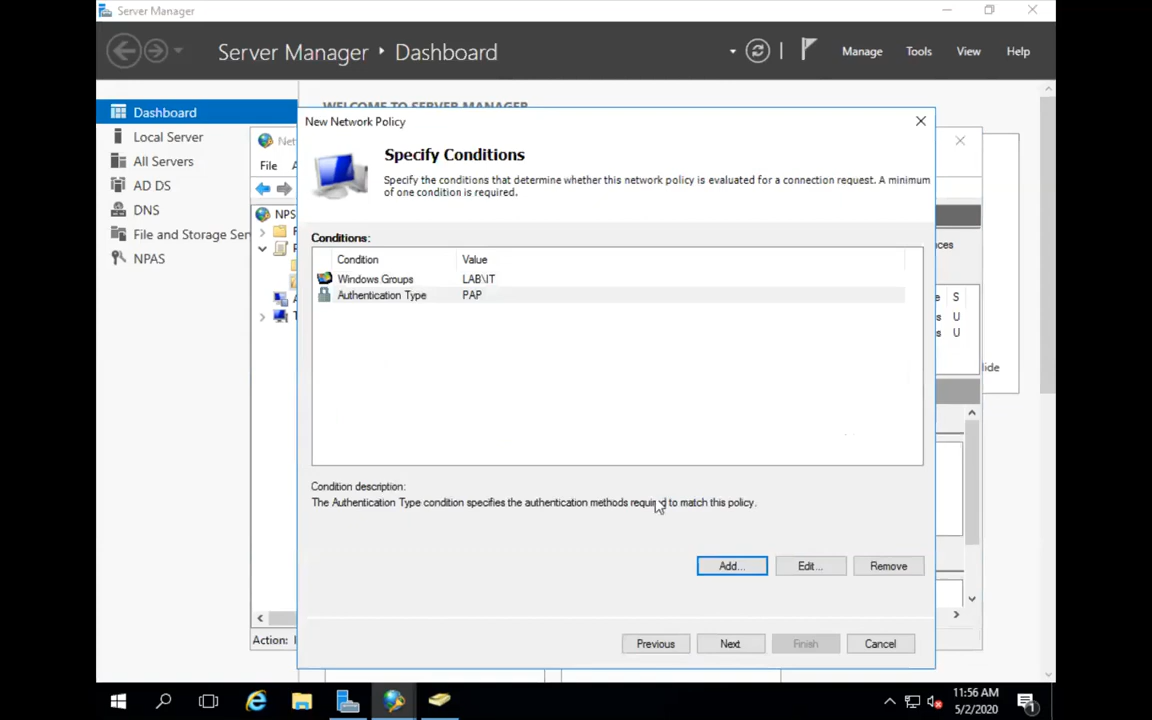 Server Manager
Server Manager ‣ Dashboard
Manage Tools View Help
WELCOME TO SERVER MANAGER
Dashboard
Local Server
All Servers
AD DS
DNS
File and Storage Ser
NPAS
Net
File
NPS
Action:
New Network Policy
Specify Conditions
Specify the conditions that determine whether this network policy is evaluated for a connection request. A minimum
of one condition is required.
Conditions:
Condition Value
Windows Groups LAB\IT
Authentication Type PAP
Condition description:
The Authentication Type condition specifies the authentication methods required to match this policy.
Add... Edit... Remove
Previous Next Finish Cancel
S
U
U
11:56 AM
5/2/2020
1